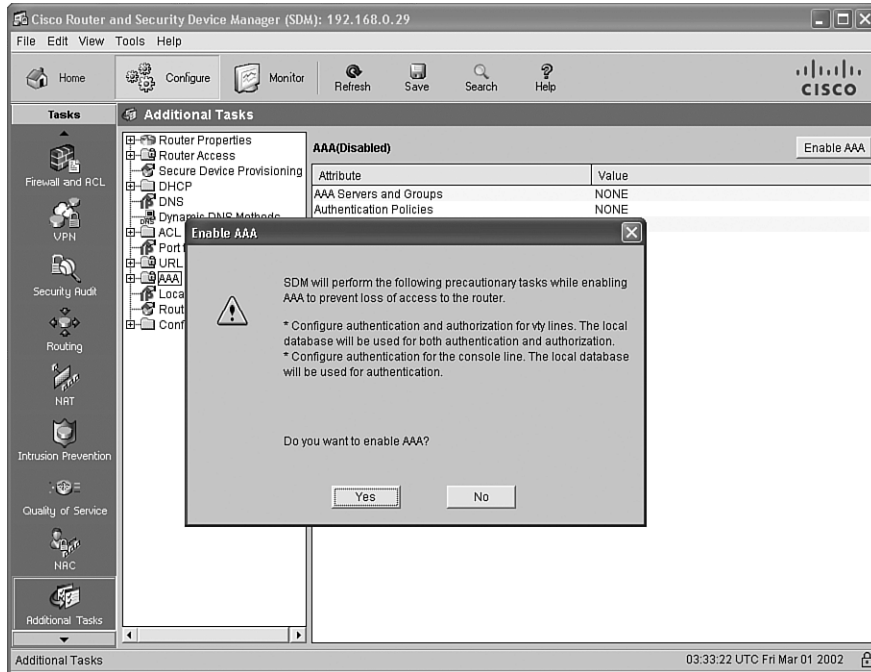 Cisco Router and Security Device Manager (SDM): 192.168.0.29
File Edit View Tools Help
Home
Configure
Monitor
Refresh
Save
Search
Help
CISCO
Tasks
Additional Tasks
Firewall and ACL
VPN
Security Audit
Routing
NAT
Intrusion Prevention
Quality of Service
NAC
Additional Tasks
Router Properties
Router Access
Secure Device Provisioning
DHCP
DNS
Dynamic DNS Methods
ACL
Port
URL
AAA
Loca
Rout
Conf
AAA(Disabled)
Enable AAA
Attribute Value
AAA Servers and Groups NONE
Authentication Policies NONE
Enable AAA
SDM will perform the following precautionary tasks while enabling
AAA to prevent loss of access to the router.
* Configure authentication and authorization for vty lines. The local
database will be used for both authentication and authorization.
* Configure authentication for the console line. The local database
will be used for authentication.
Do you want to enable AAA?
Yes
No
Additional Tasks
03:33:22 UTC Fri Mar 01 2002